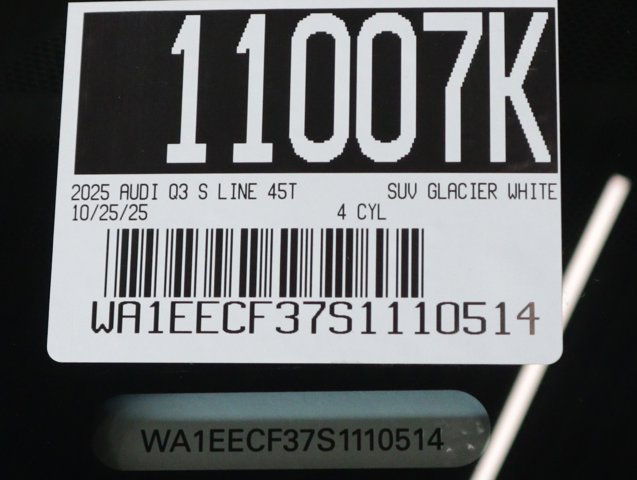 11007K
2025 AUDI Q3 S LINE 45T SUV GLACIER WHITE
10/25/25 4 CYL
WA1EECF37S1110514
WA1EECF37S1110514